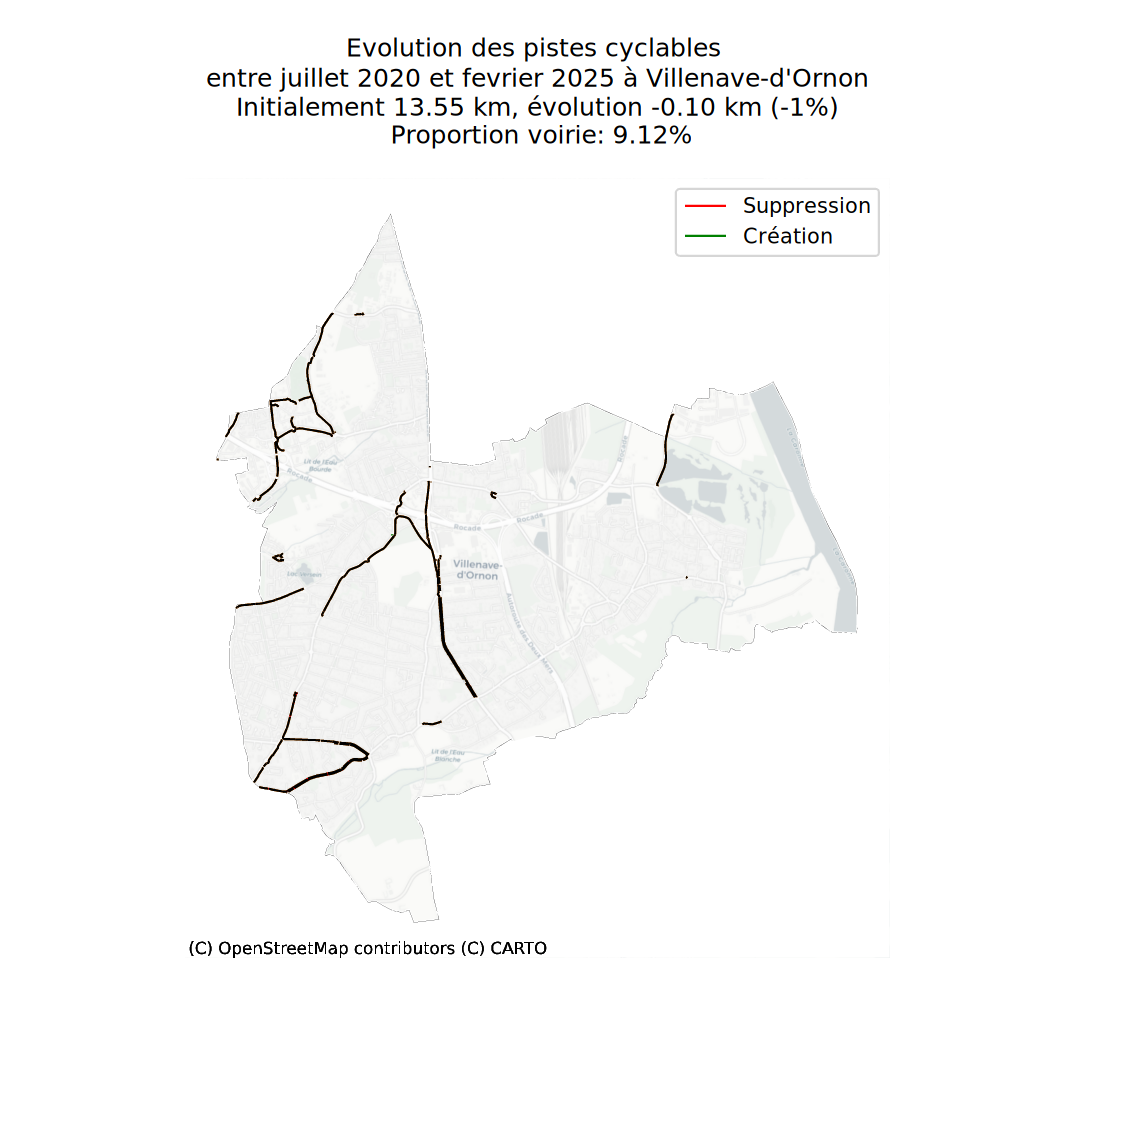 Evolution des pistes cyclables
entre juillet 2020 et fevrier 2025 à Villenave-d'Ornon
Initialement 13.55 km, évolution -0.10 km (-1%)
Proportion voirie: 9.12%
Suppression
Création
Rocade
Lit de l'Eau
Bourde
Rocade
Rocade
Rocade
Villenave-
d'Ornon
Autoroute des Deux Mers
Lit de l'Eau
Blanche
(C) OpenStreetMap contributors (C) CARTO